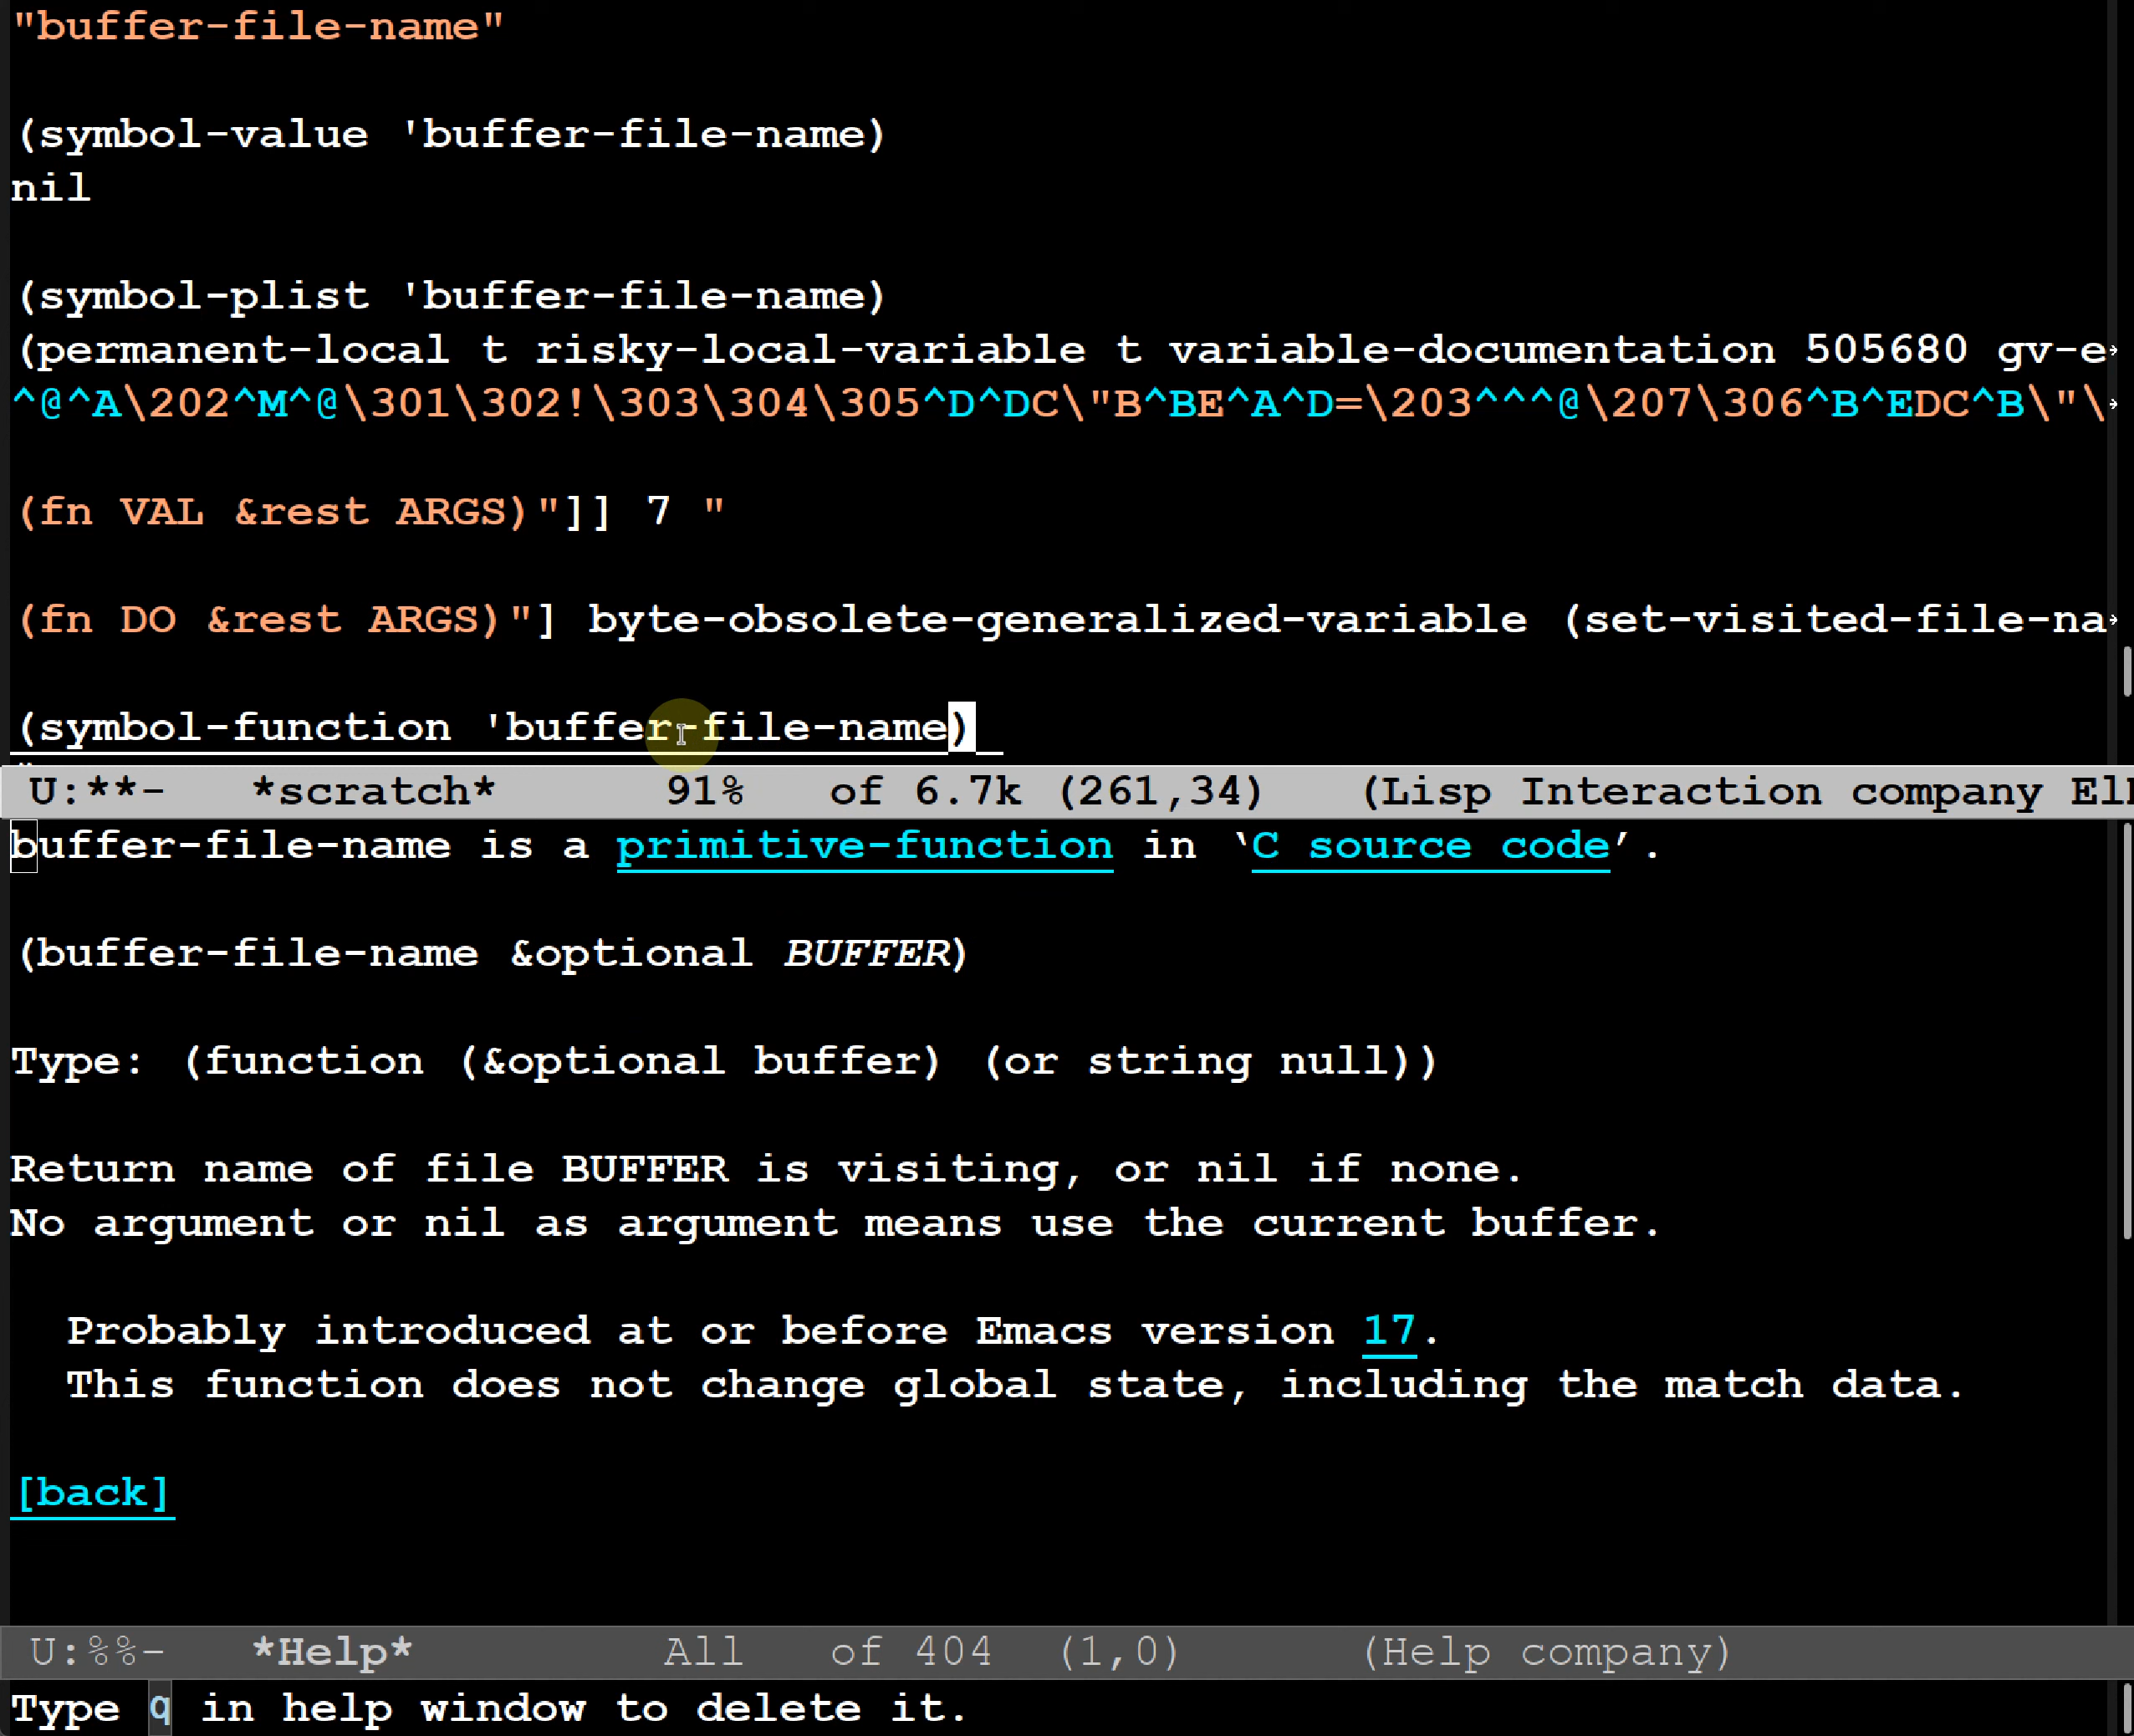 "buffer-file-name"
(symbol-value 'buffer-file-name)
nil
(symbol-plist 'buffer-file-name)
(permanent-local t risky-local-variable t variable-documentation 505680 gv-e
^@^A\202^M^@\301\302!\303\304\305^D^DC\"B^BE^A^D=\203^^^@\207\306^B^EDC^B\"\
(fn VAL &rest ARGS)"]] 7 "
(fn DO &rest ARGS)"] byte-obsolete-generalized-variable (set-visited-file-na
(symbol-function 'buffer-file-name)
U:**-   *scratch*   91%   of 6.7k (261,34)   (Lisp Interaction company El
buffer-file-name is a primitive-function in ‘C source code’.
(buffer-file-name &optional BUFFER)
Type: (function (&optional buffer) (or string null))
Return name of file BUFFER is visiting, or nil if none.
No argument or nil as argument means use the current buffer.
Probably introduced at or before Emacs version 17.
This function does not change global state, including the match data.
[back]
U:%%-   *Help*   All   of 404   (1,0)   (Help company)
Type q in help window to delete it.